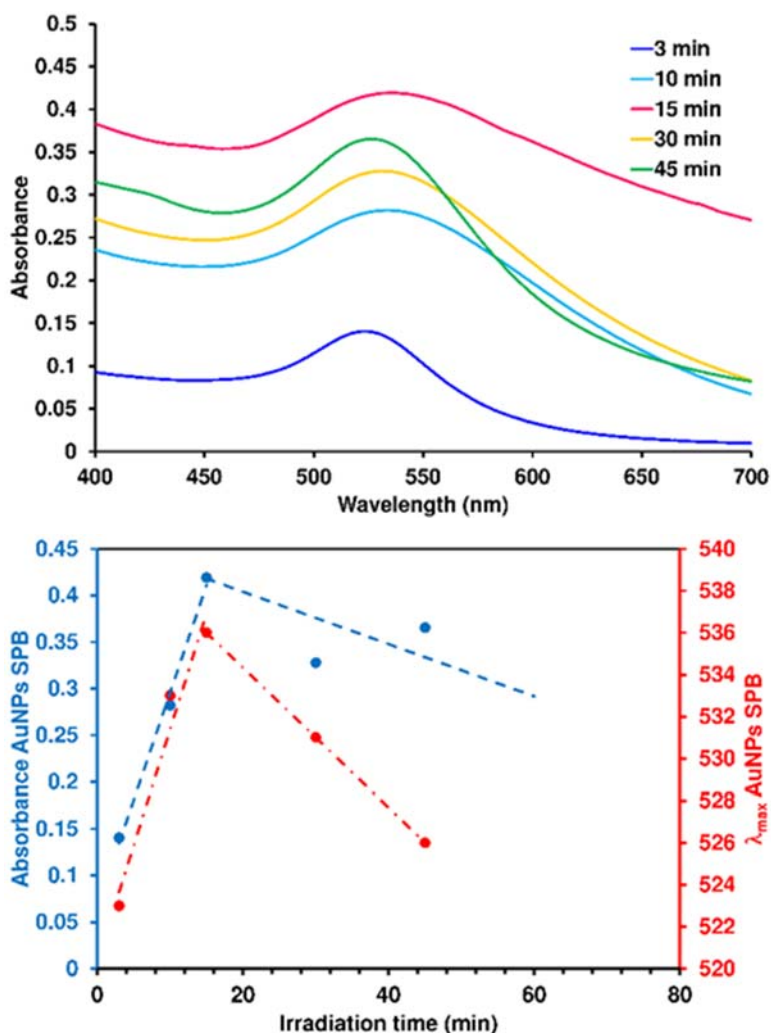 0.5
0.45
0.4
0.35
0.3
0.25
0.2
0.15
0.1
0.05
0
Absorbance
3 min
10 min
15 min
30 min
45 min
400 450 500 550 600 650 700
Wavelength (nm)
0.45
0.4
0.35
0.3
0.25
0.2
0.15
0.1
0.05
0
Absorbance AuNPs SPB
540
538
536
534
532
530
528
526
524
522
520
λmax AuNPs SPB
0 20 40 60 80
Irradiation time (min)